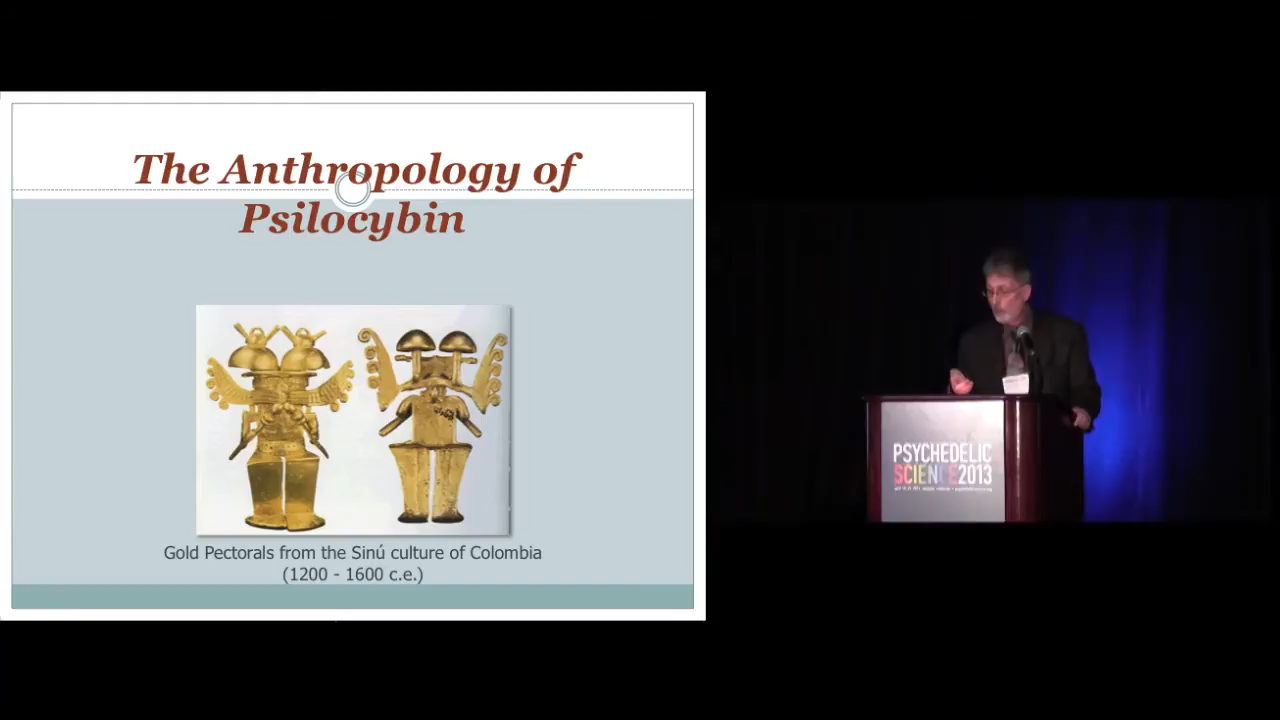 The Anthropology of
Psilocybin
Gold Pectorals from the Sinú culture of Colombia
(1200 - 1600 c.e.)
PSYCHEDELIC
SCIENCE2013